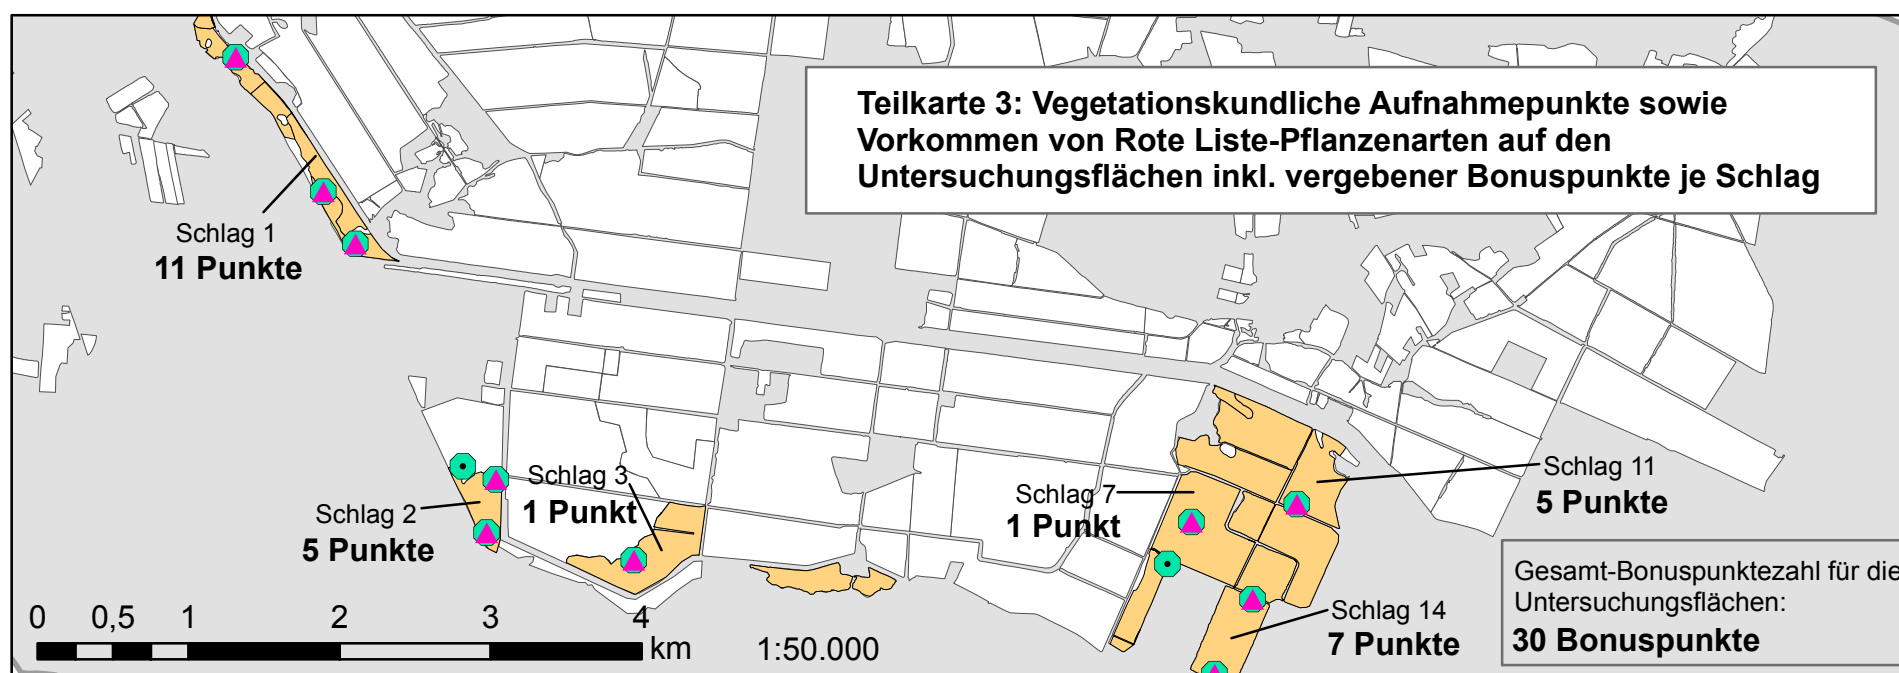 Teilkarte 3: Vegetationskundliche Aufnahmepunkte sowie
Vorkommen von Rote Liste-Pflanzenarten auf den
Untersuchungsflächen inkl. vergebener Bonuspunkte je Schlag
Schlag 1
11 Punkte
Schlag 2
5 Punkte
Schlag 3
1 Punkt
Schlag 7
1 Punkt
Schlag 11
5 Punkte
Schlag 14
7 Punkte
Gesamt-Bonuspunktezahl für die
Untersuchungsflächen:
30 Bonuspunkte
0 0,5 1 2 3 4
km 1:50.000